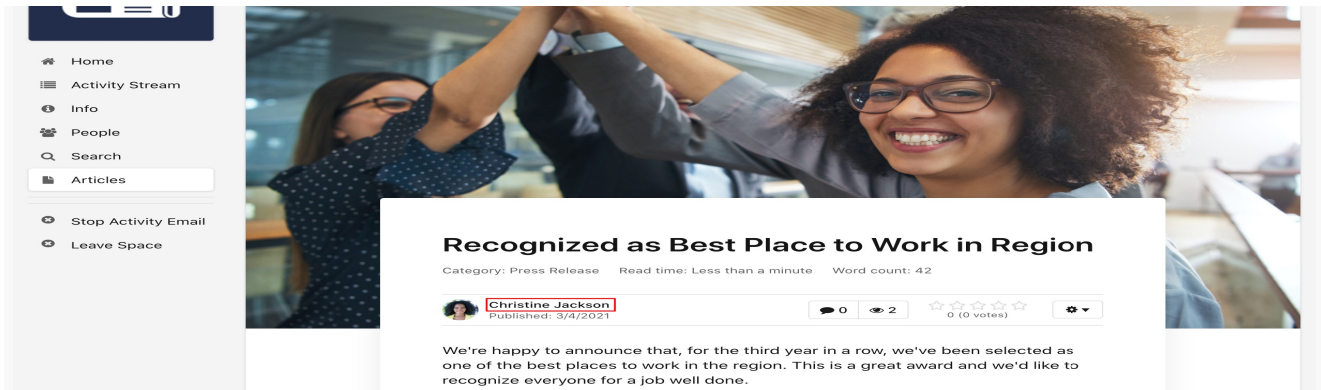 Home
Activity Stream
Info
People
Search
Articles
Stop Activity Email
Leave Space
Recognized as Best Place to Work in Region
Category: Press Release Read time: Less than a minute Word count: 42
Christine Jackson
Published: 3/4/2021
0 2 0 (0 votes)
We're happy to announce that, for the third year in a row, we've been selected as
one of the best places to work in the region. This is a great award and we'd like to
recognize everyone for a job well done.